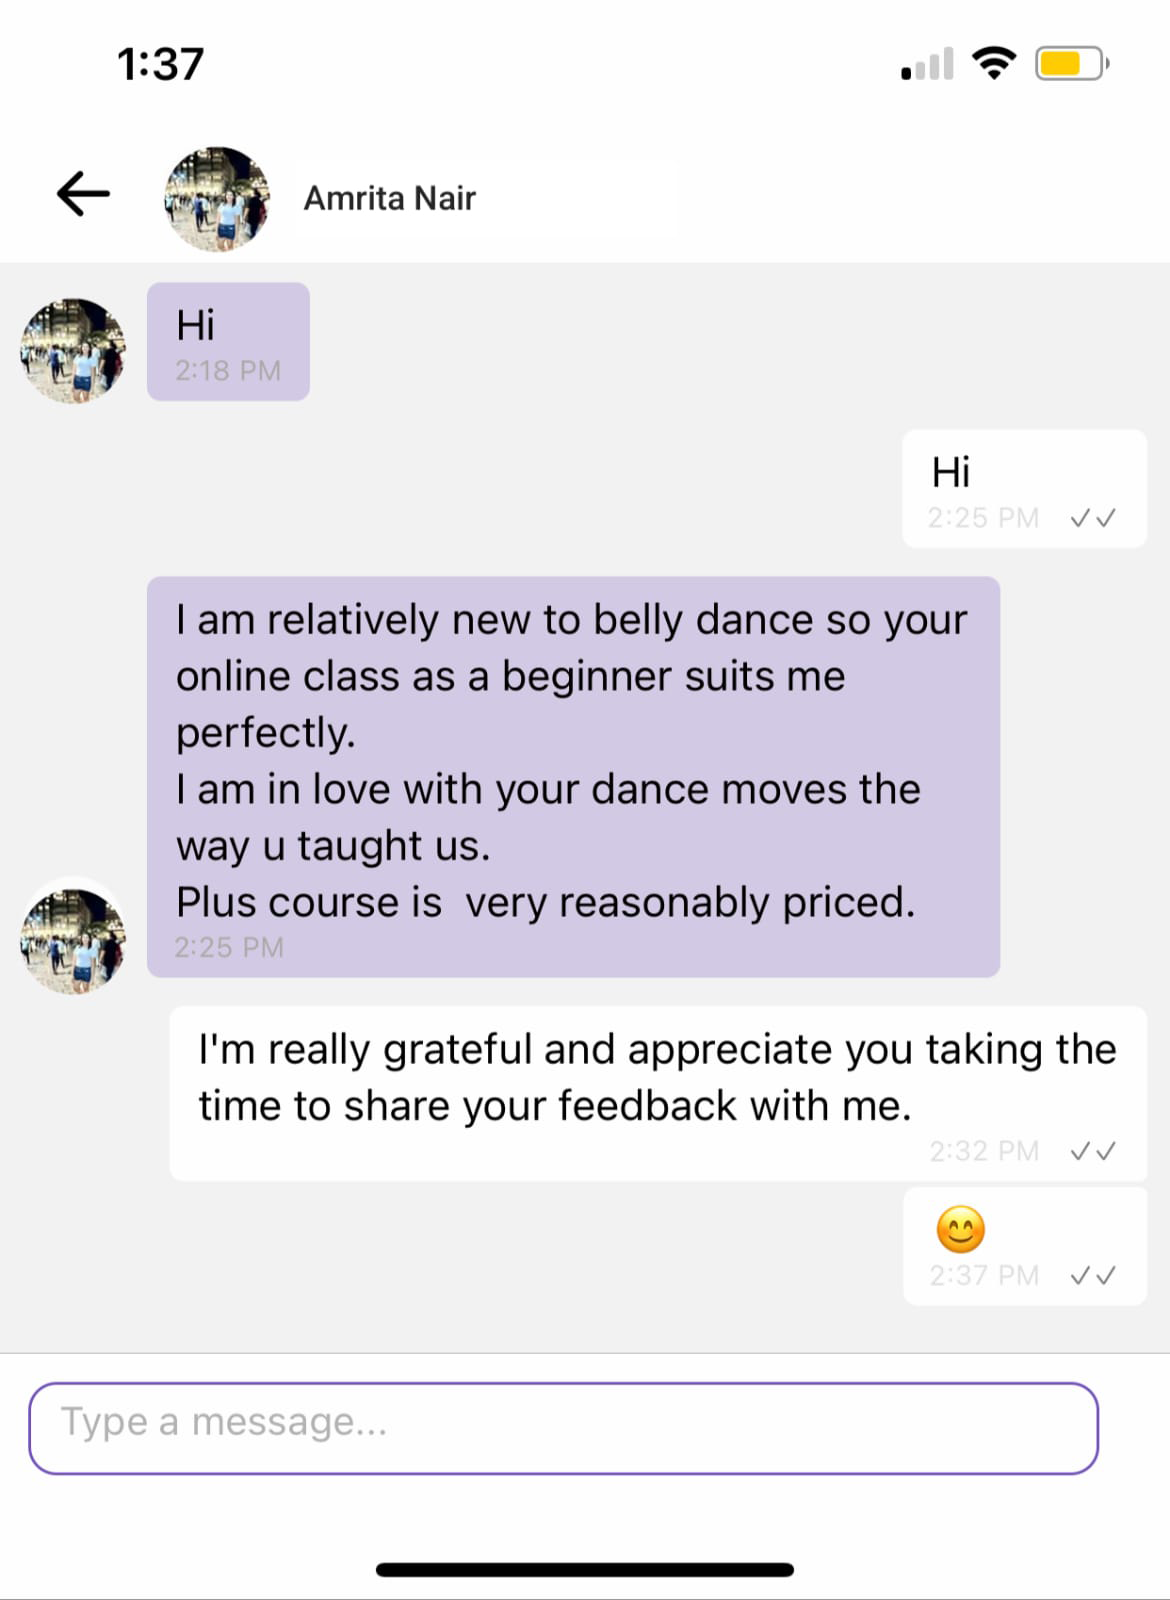 1:37
Amrita Nair
Hi
2:18 PM
Hi
2:25 PM
I am relatively new to belly dance so your
online class as a beginner suits me
perfectly.
I am in love with your dance moves the
way u taught us.
Plus course is  very reasonably priced.
2:25 PM
I'm really grateful and appreciate you taking the
time to share your feedback with me.
2:32 PM
😊
2:37 PM
Type a message...